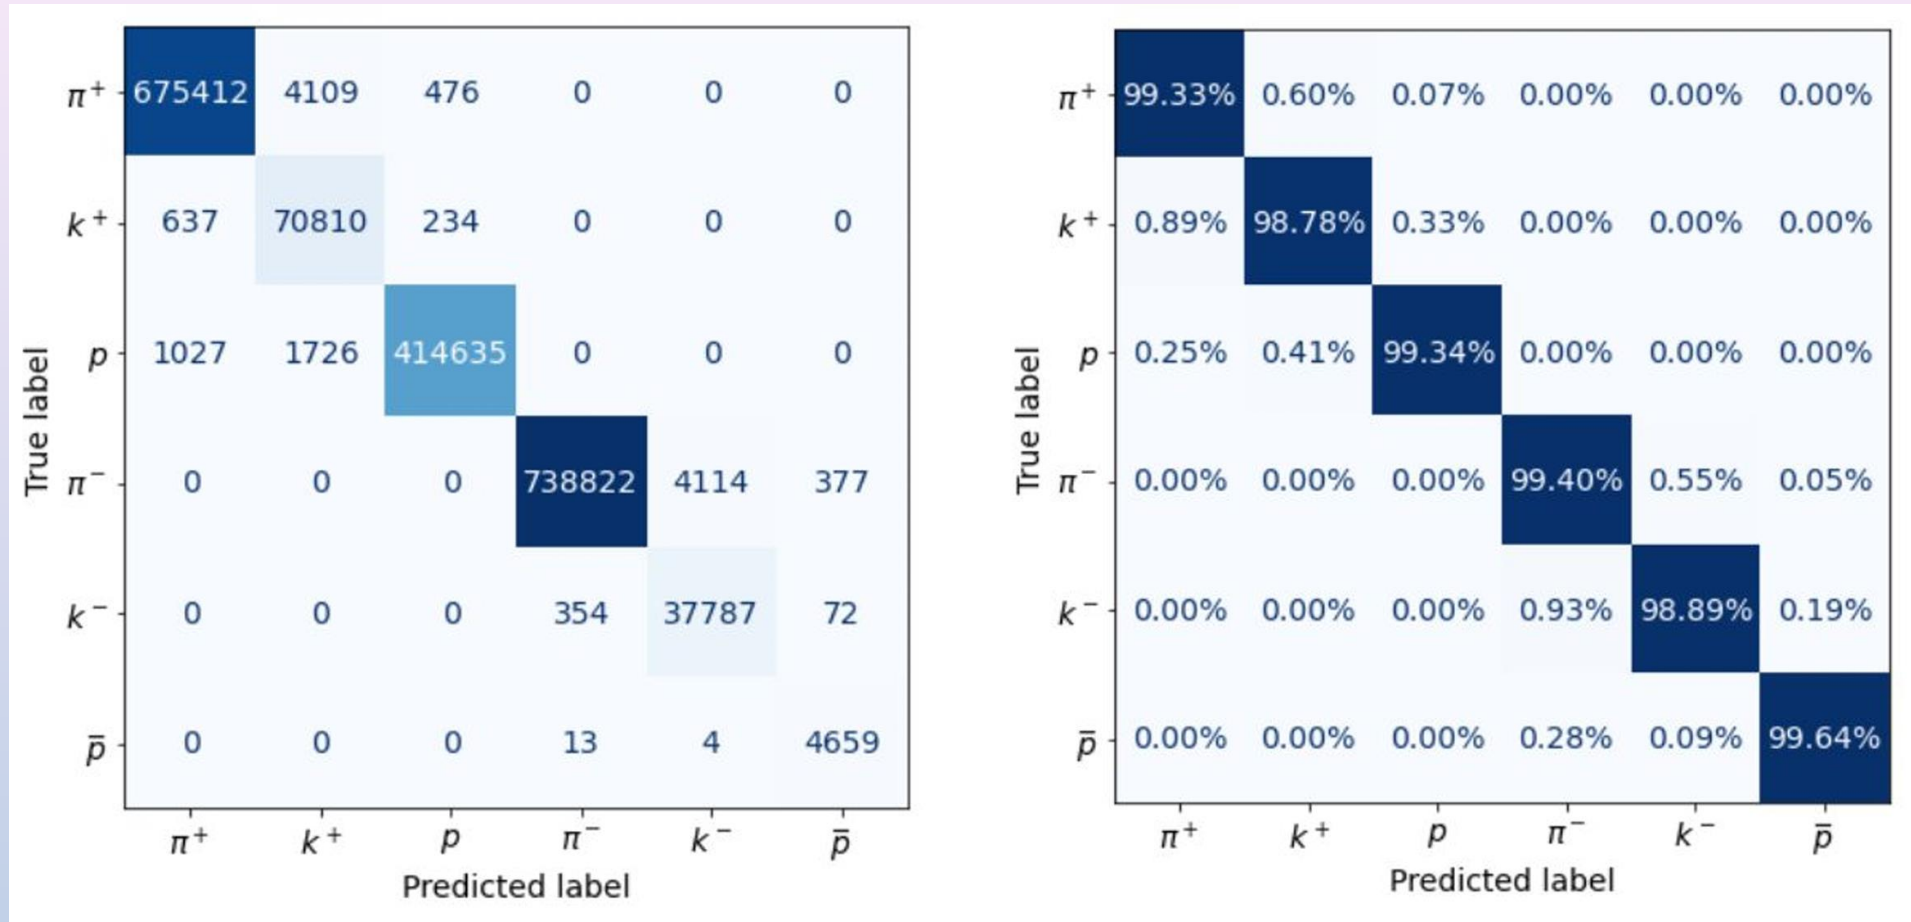 π⁺ 675412 4109 476 0 0 0
k⁺ 637 70810 234 0 0 0
p 1027 1726 414635 0 0 0
π⁻ 0 0 0 738822 4114 377
k⁻ 0 0 0 354 37787 72
p̅ 0 0 0 13 4 4659
π⁺ k⁺ p π⁻ k⁻ p̅
Predicted label
True label
π⁺ 99.33% 0.60% 0.07% 0.00% 0.00% 0.00%
k⁺ 0.89% 98.78% 0.33% 0.00% 0.00% 0.00%
p 0.25% 0.41% 99.34% 0.00% 0.00% 0.00%
π⁻ 0.00% 0.00% 0.00% 99.40% 0.55% 0.05%
k⁻ 0.00% 0.00% 0.00% 0.93% 98.89% 0.19%
p̅ 0.00% 0.00% 0.00% 0.28% 0.09% 99.64%
π⁺ k⁺ p π⁻ k⁻ p̅
Predicted label
True label